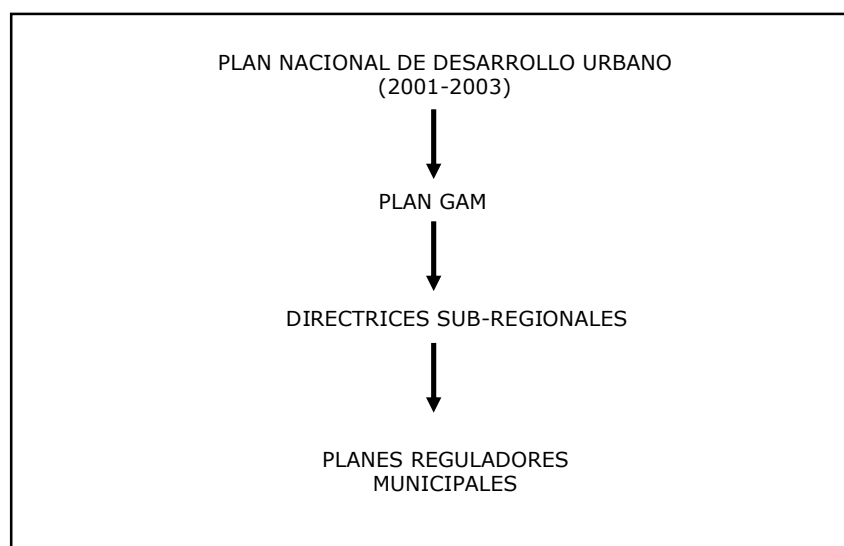 PLAN NACIONAL DE DESARROLLO URBANO
(2001-2003)
PLAN GAM
DIRECTRICES SUB-REGIONALES
PLANES REGULADORES
MUNICIPALES